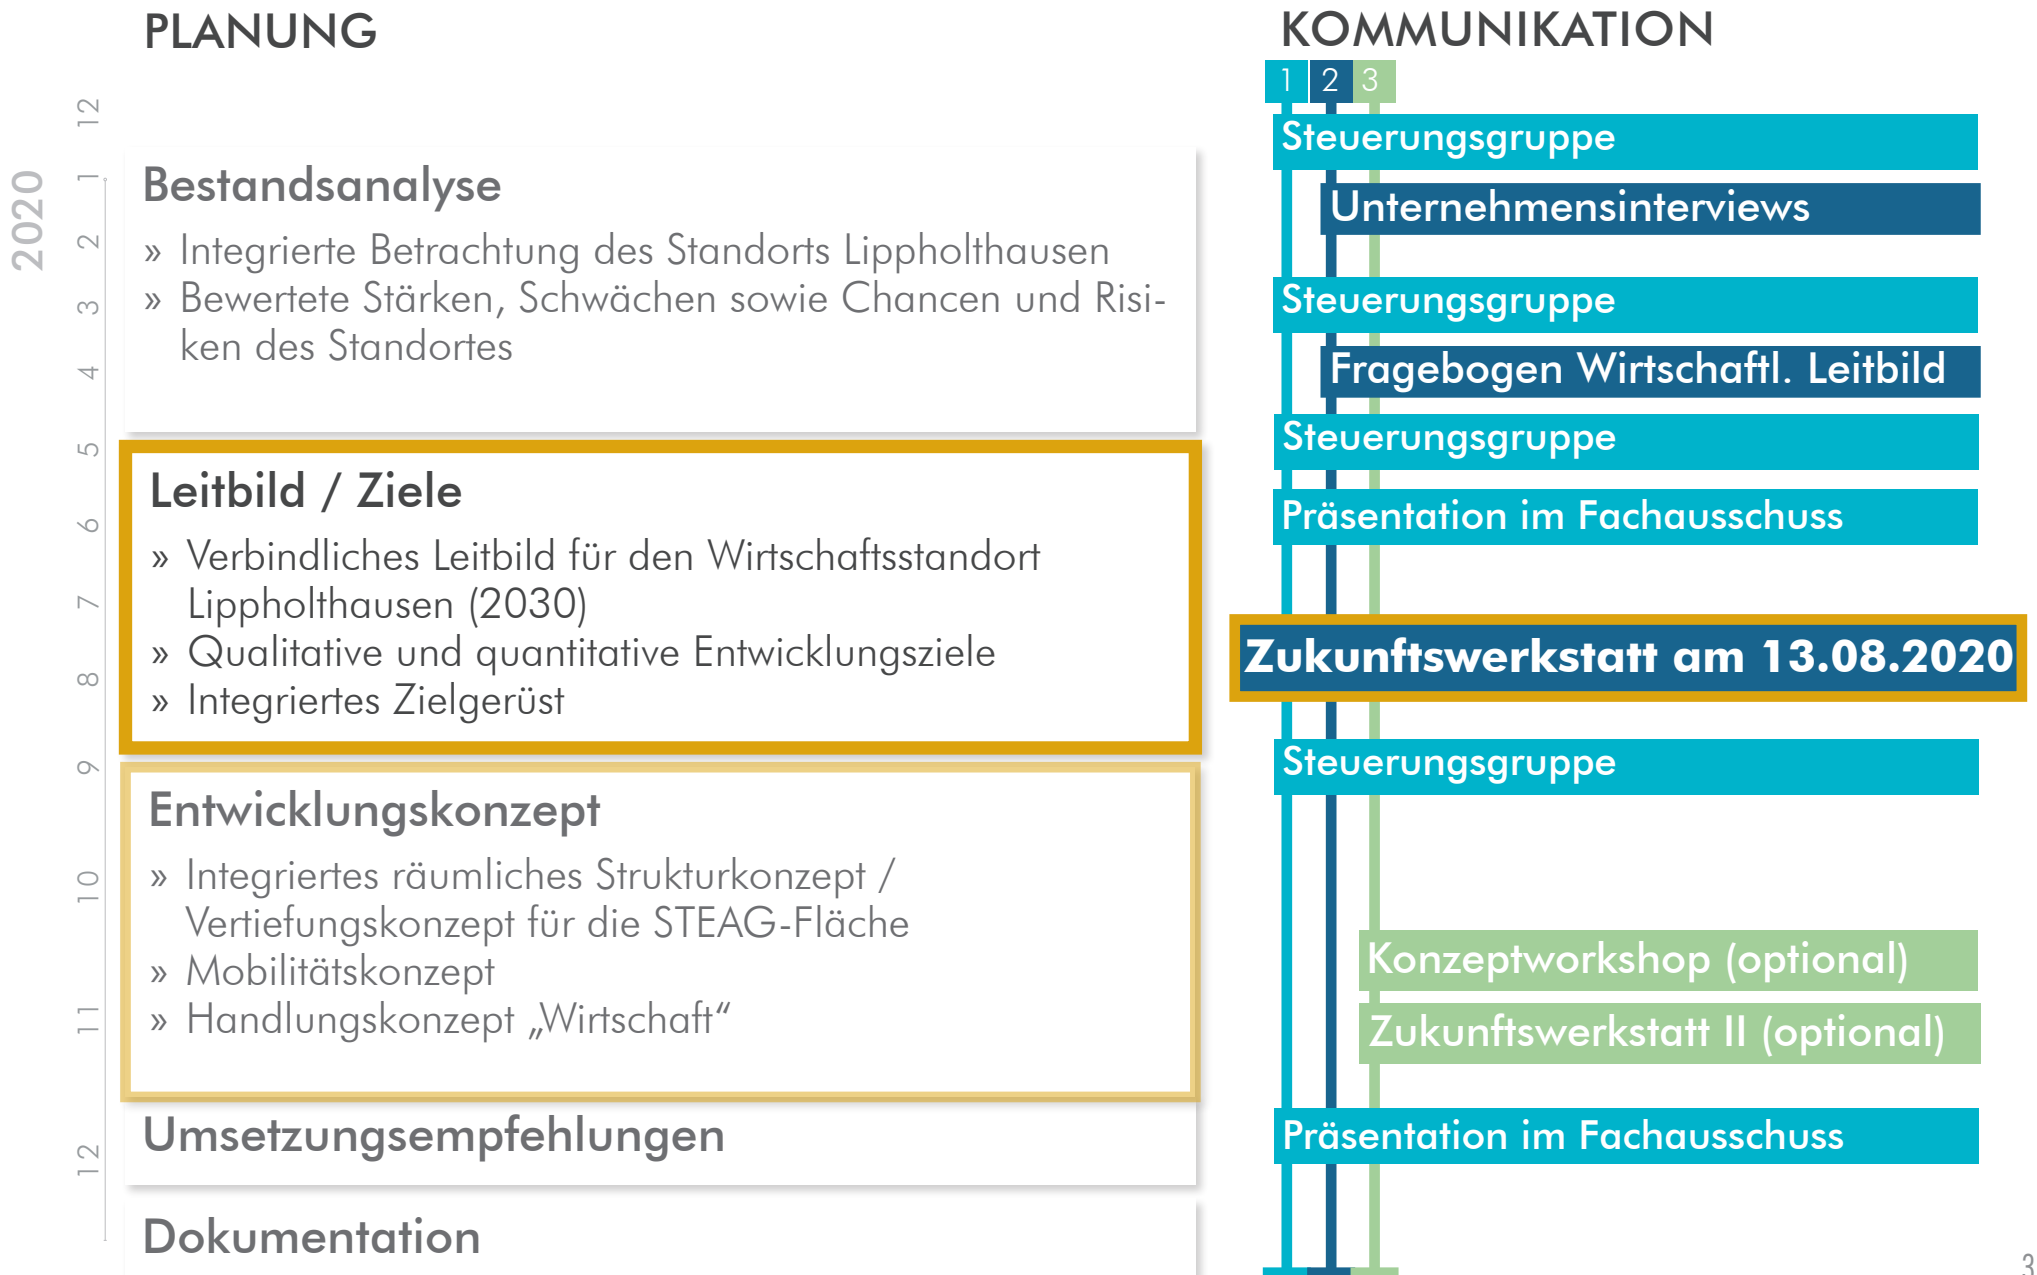 PLANUNG
2020
12
1
2
3
4
5
6
7
8
9
10
11
12
Bestandsanalyse
» Integrierte Betrachtung des Standorts Lippholthausen
» Bewertete Stärken, Schwächen sowie Chancen und Risi-
ken des Standortes
Leitbild / Ziele
» Verbindliches Leitbild für den Wirtschaftsstandort
Lippholthausen (2030)
» Qualitative und quantitative Entwicklungsziele
» Integriertes Zielgerüst
Entwicklungskonzept
» Integriertes räumliches Strukturkonzept /
Vertiefungskonzept für die STEAG-Fläche
» Mobilitätskonzept
» Handlungskonzept „Wirtschaft“
Umsetzungsempfehlungen
Dokumentation
KOMMUNIKATION
1 2 3
Steuerungsgruppe
Unternehmensinterviews
Steuerungsgruppe
Fragebogen Wirtschaftl. Leitbild
Steuerungsgruppe
Präsentation im Fachausschuss
Zukunftswerkstatt am 13.08.2020
Steuerungsgruppe
Konzeptworkshop (optional)
Zukunftswerkstatt II (optional)
Präsentation im Fachausschuss
3